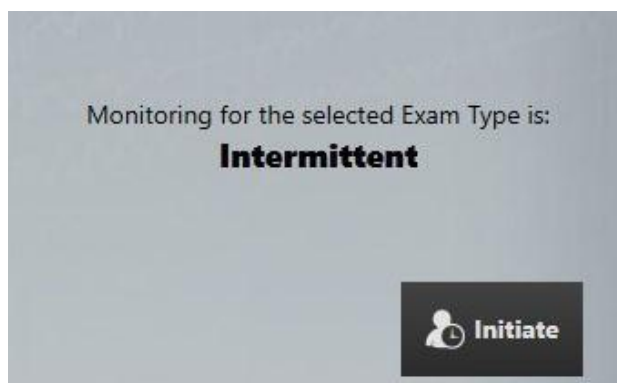 Monitoring for the selected Exam Type is:
Intermittent
Initiate